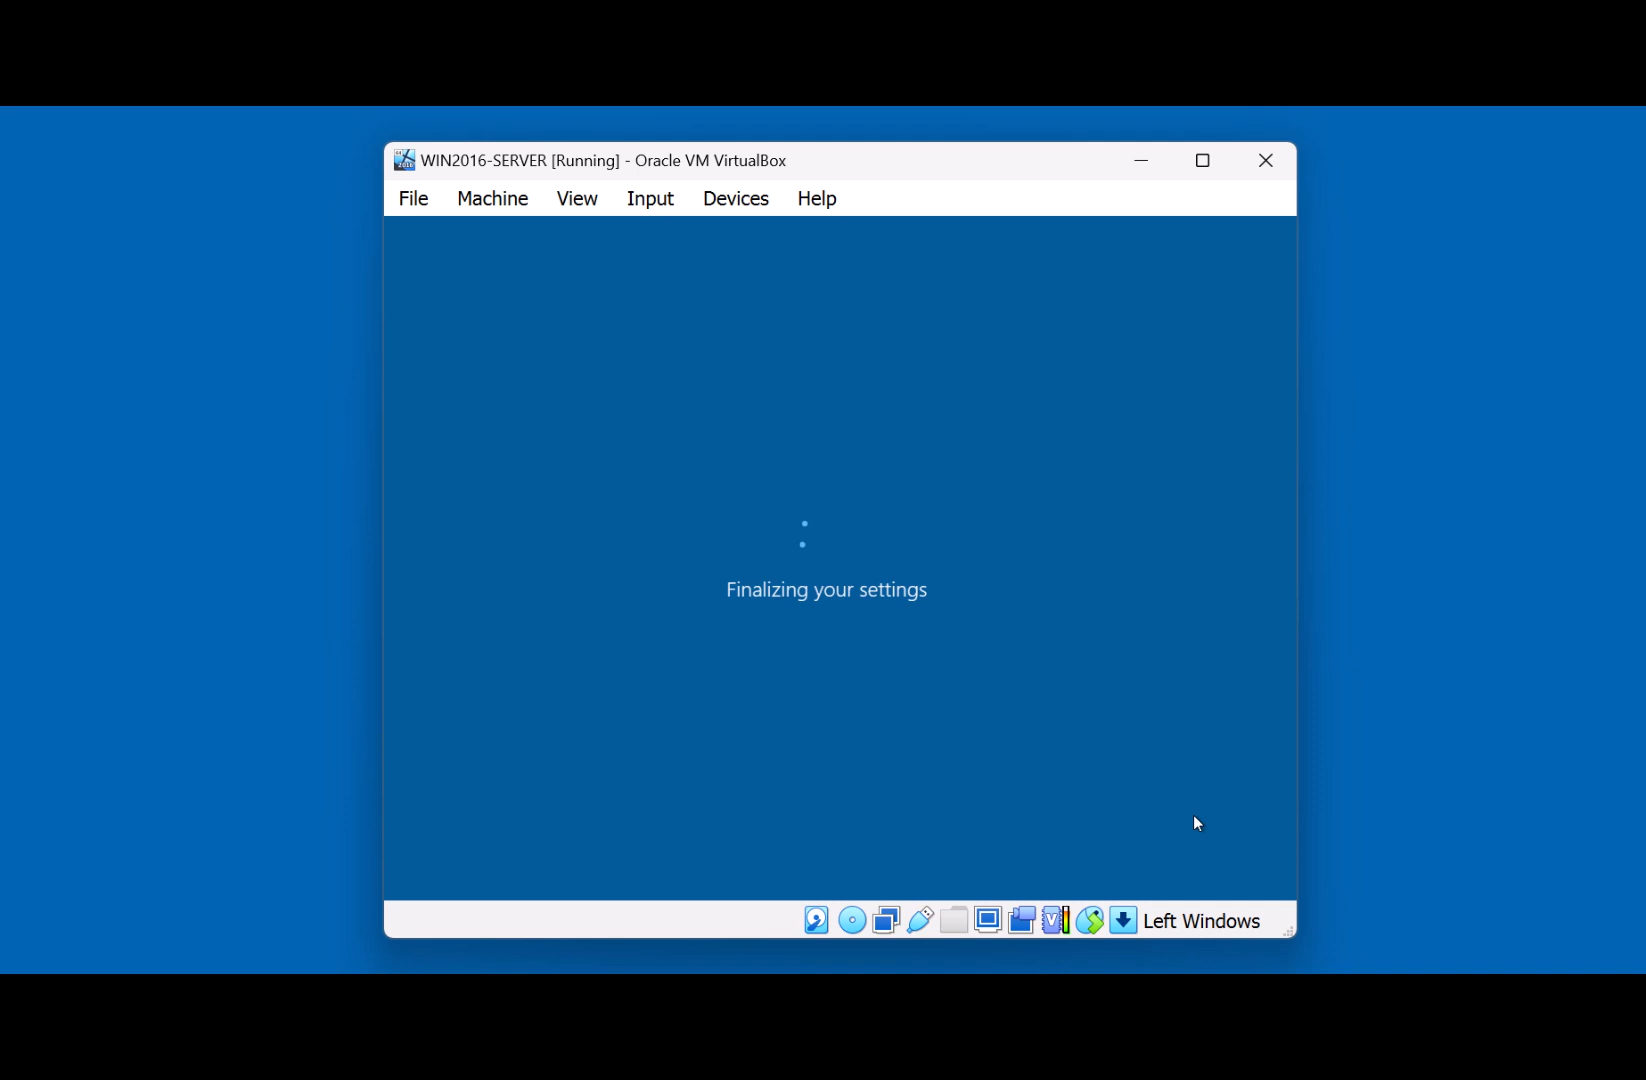 WIN2016-SERVER [Running] - Oracle VM VirtualBox
File Machine View Input Devices Help
Finalizing your settings
Left Windows